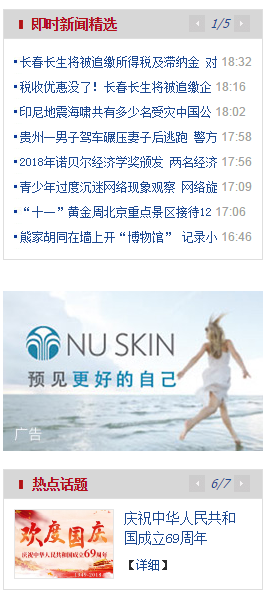 即时新闻精选 1/5
长春长生将被追缴所得税及滞纳金 对 18:32
税收优惠没了！长春长生将被追缴企 18:16
印尼地震海啸共有多少名受灾中国公 18:02
贵州一男子驾车碾压妻子后逃跑 警方 17:58
2018年诺贝尔经济学奖颁发 两名经济 17:56
青少年过度沉迷网络现象观察 网络旋 17:09
“十一”黄金周北京重点景区接待12 17:06
熊家胡同在墙上开“博物馆” 记录小 16:46
NU SKIN
预见更好的自己
广告
热点话题 6/7
欢度国庆
庆祝中华人民共和国成立69周年
1949-2018
庆祝中华人民共和
国成立69周年
【详细】